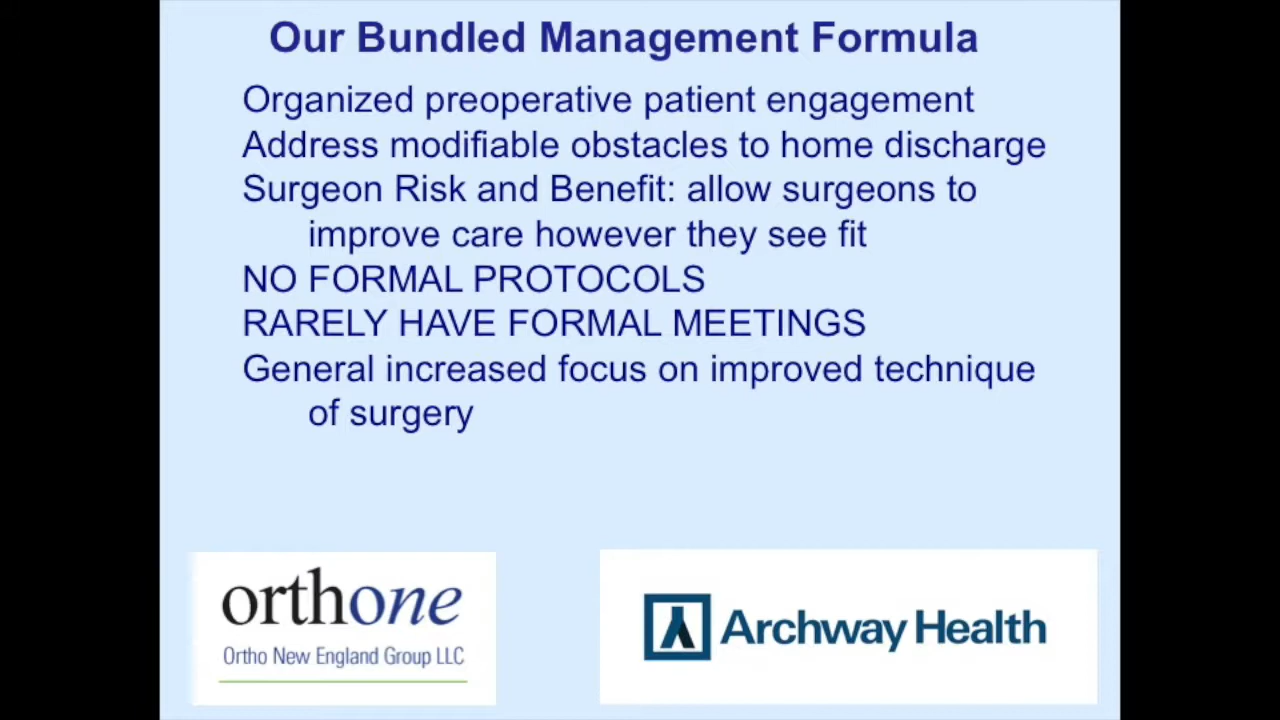 Our Bundled Management Formula
Organized preoperative patient engagement
Address modifiable obstacles to home discharge
Surgeon Risk and Benefit: allow surgeons to
improve care however they see fit
NO FORMAL PROTOCOLS
RARELY HAVE FORMAL MEETINGS
General increased focus on improved technique
of surgery
orthone
Ortho New England Group LLC
Archway Health